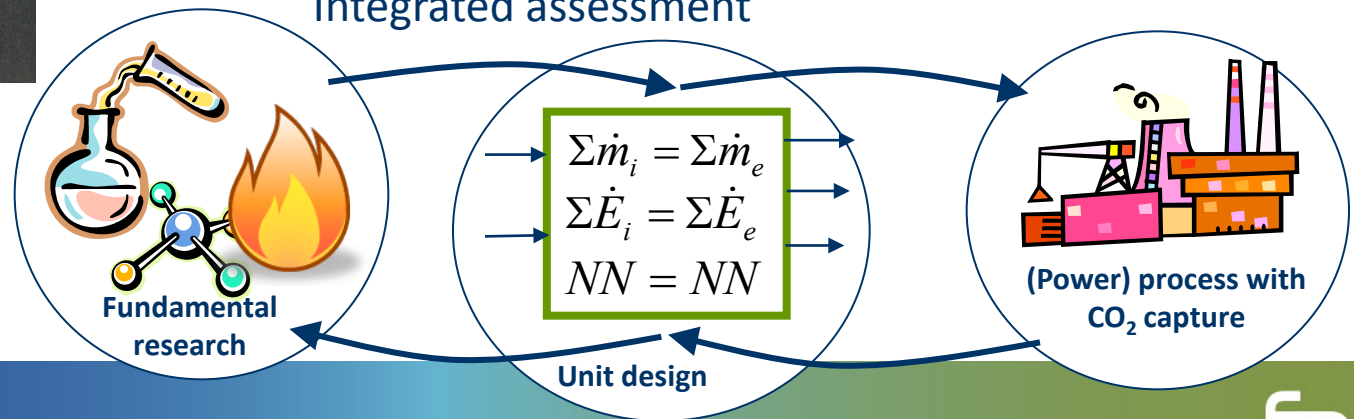 Integrated assessment
Σṁᵢ = Σṁₑ
ΣĖᵢ = ΣĖₑ
NN = NN
Fundamental
research
Unit design
(Power) process with
CO₂ capture